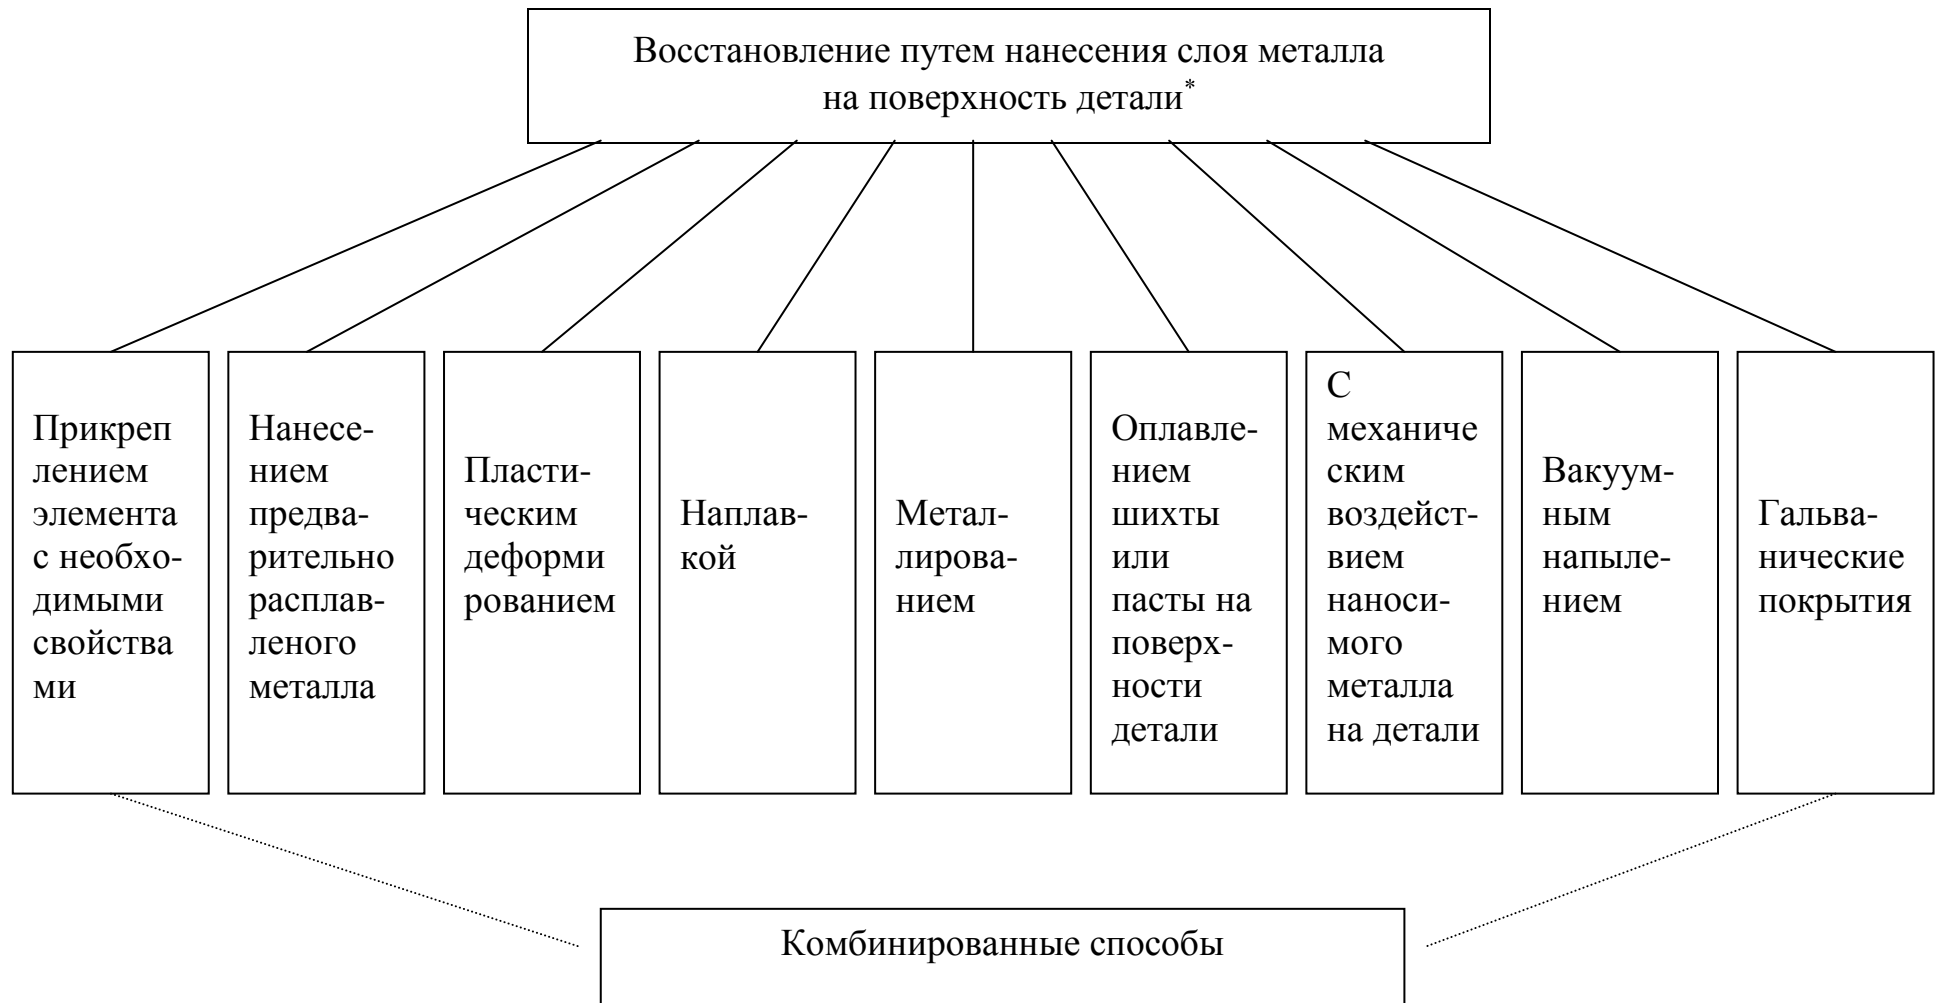 Восстановление путем нанесения слоя металла
на поверхность детали*
Прикреп
лением
элемента
с необхо-
димыми
свойства
ми
Нанесе-
нием
предва-
рительно
расплав-
леного
металла
Пласти-
ческим
деформи
рованием
Наплав-
кой
Метал-
лирова-
нием
Оплавле-
нием
шихты
или
пасты на
поверх-
ности
детали
С
механиче
ским
воздейст-
вием
наноси-
мого
металла
на детали
Вакуум-
ным
напыле-
нием
Гальва-
нические
покрытия
Комбинированные способы